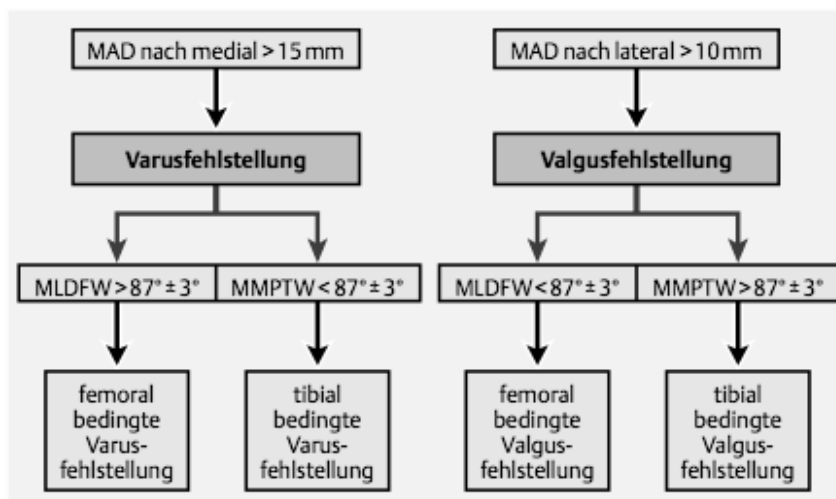 MAD nach medial > 15 mm
MAD nach lateral > 10 mm
Varusfehlstellung
Valgusfehlstellung
MLDFW > 87° ± 3°
MMPTW < 87° ± 3°
MLDFW < 87° ± 3°
MMPTW > 87° ± 3°
femoral
bedingte
Varus-
fehlstellung
tibial
bedingte
Varus-
fehlstellung
femoral
bedingte
Valgus-
fehlstellung
tibial
bedingte
Valgus-
fehlstellung